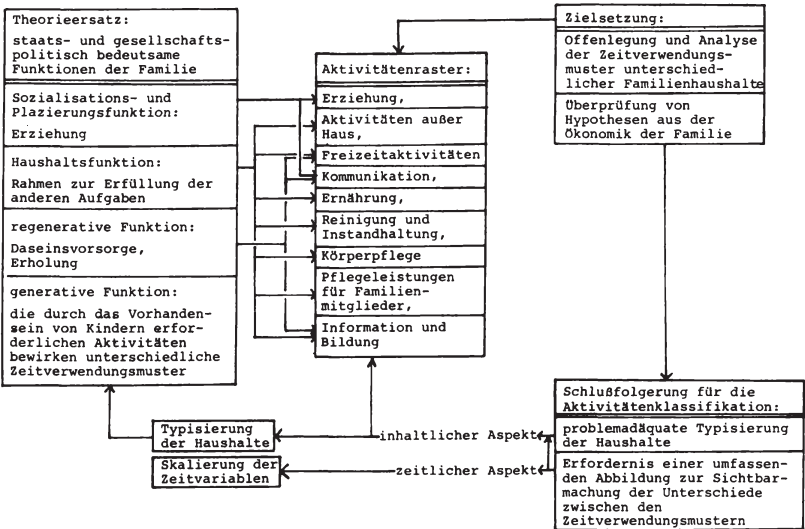 Theorieersatz:
staats- und gesellschafts-
politisch bedeutsame
Funktionen der Familie
Sozialisations- und
Plazierungsfunktion:
Erziehung
Haushaltsfunktion:
Rahmen zur Erfüllung der
anderen Aufgaben
regenerative Funktion:
Daseinsvorsorge,
Erholung
generative Funktion:
die durch das Vorhanden-
sein von Kindern erfor-
derlichen Aktivitäten
bewirken unterschiedliche
Zeitverwendungsmuster
Aktivitätenraster:
Erziehung,
Aktivitäten außer
Haus,
Freizeitaktivitäten
Kommunikation,
Ernährung,
Reinigung und
Instandhaltung,
Körperpflege
Pflegeleistungen
für Familien-
mitglieder,
Information und
Bildung
Zielsetzung:
Offenlegung und Analyse
der Zeitverwendungs-
muster unterschied-
licher Familienhaushalte
Überprüfung von
Hypothesen aus der
Ökonomik der Familie
Typisierung
der Haushalte
Skalierung der
Zeitvariablen
inhaltlicher Aspekt
zeitlicher Aspekt
Schlußfolgerung für die
Aktivitätenklassifikation:
problemadäquate Typisierung
der Haushalte
Erfordernis einer umfassen-
den Abbildung zur Sichtbar-
machung der Unterschiede
zwischen den
Zeitverwendungsmustern